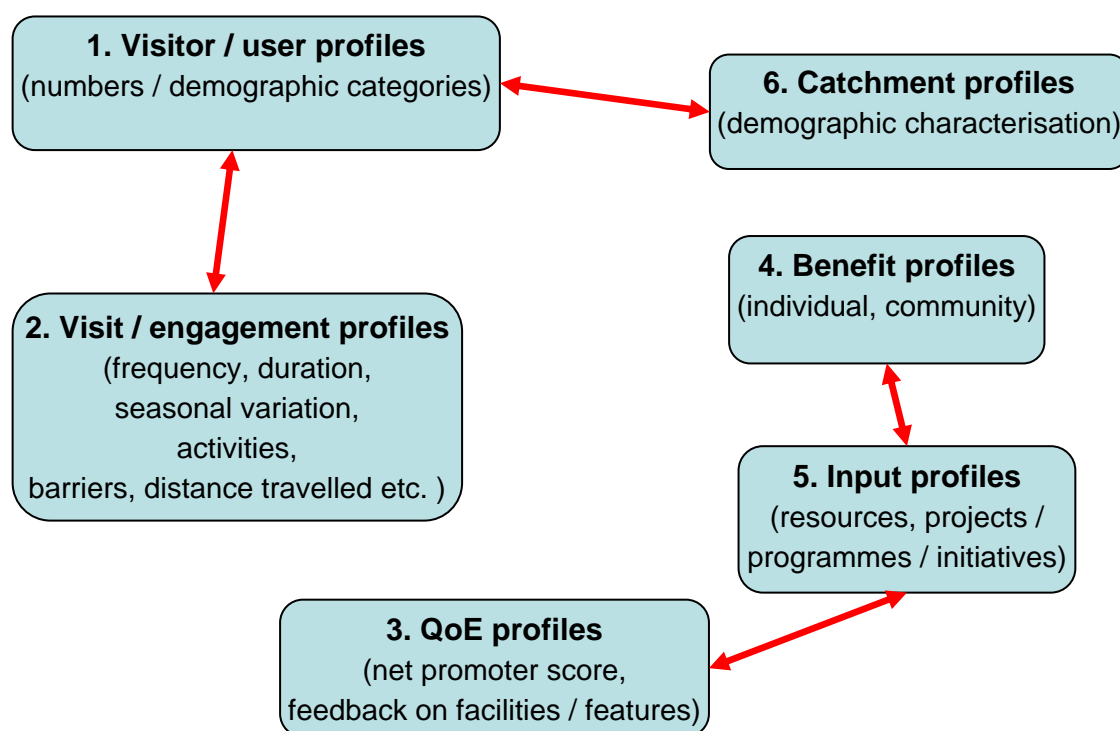 1. Visitor / user profiles
(numbers / demographic categories)
6. Catchment profiles
(demographic characterisation)
4. Benefit profiles
(individual, community)
2. Visit / engagement profiles
(frequency, duration,
seasonal variation,
activities,
barriers, distance travelled etc. )
5. Input profiles
(resources, projects /
programmes / initiatives)
3. QoE profiles
(net promoter score,
feedback on facilities / features)